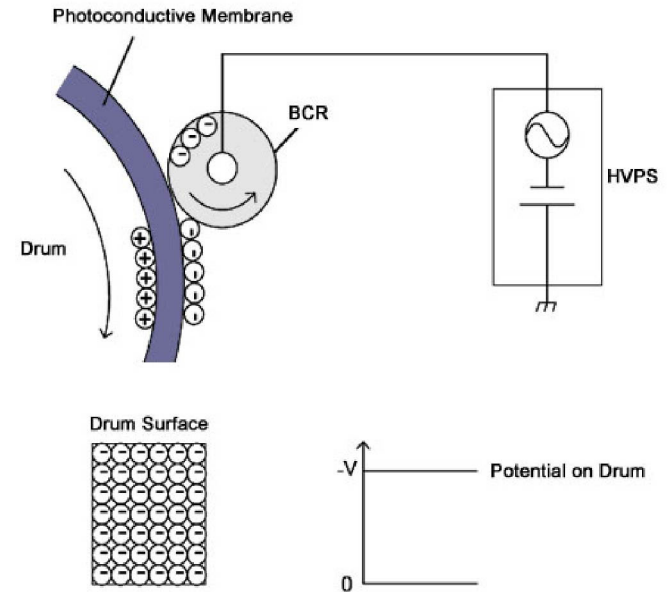 Photoconductive Membrane
BCR
HVPS
Drum
Drum Surface
-V
Potential on Drum
0